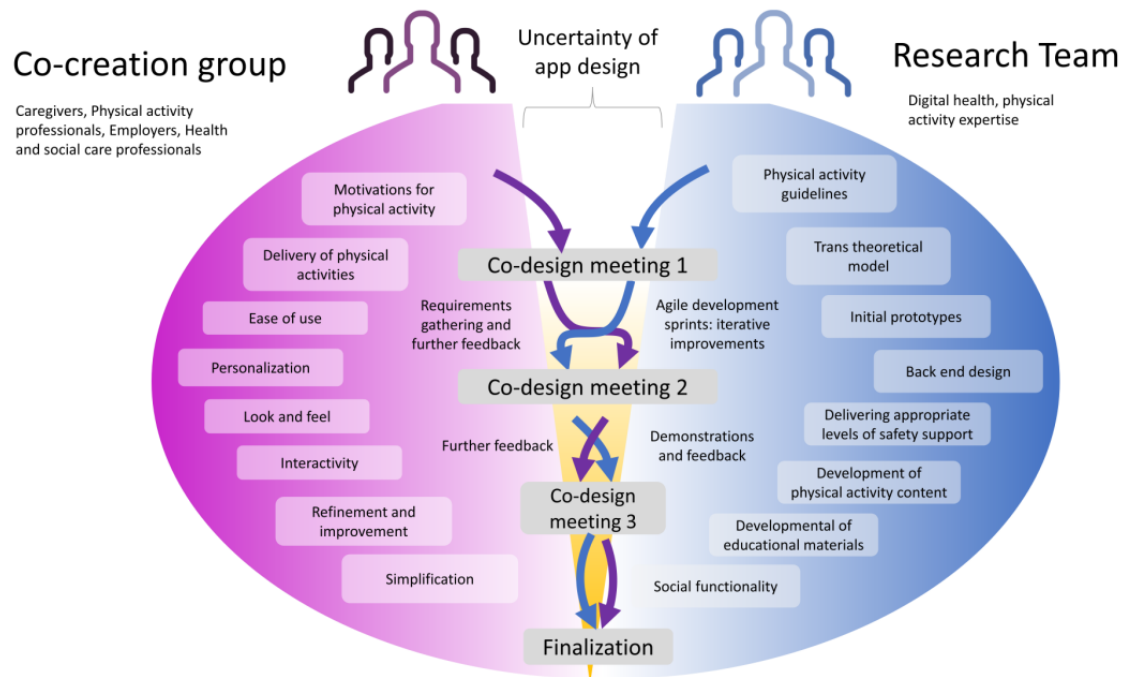 Co-creation group
Caregivers, Physical activity
professionals, Employers, Health
and social care professionals
Uncertainty of
app design
Research Team
Digital health, physical
activity expertise
Motivations for
physical activity
Delivery of physical
activities
Ease of use
Personalization
Look and feel
Interactivity
Refinement and
improvement
Simplification
Co-design meeting 1
Requirements
gathering and
further feedback
Agile development
sprints: iterative
improvements
Co-design meeting 2
Further feedback
Demonstrations
and feedback
Co-design
meeting 3
Finalization
Physical activity
guidelines
Trans theoretical
model
Initial prototypes
Back end design
Delivering appropriate
levels of safety support
Development of
physical activity content
Developmental of
educational materials
Social functionality